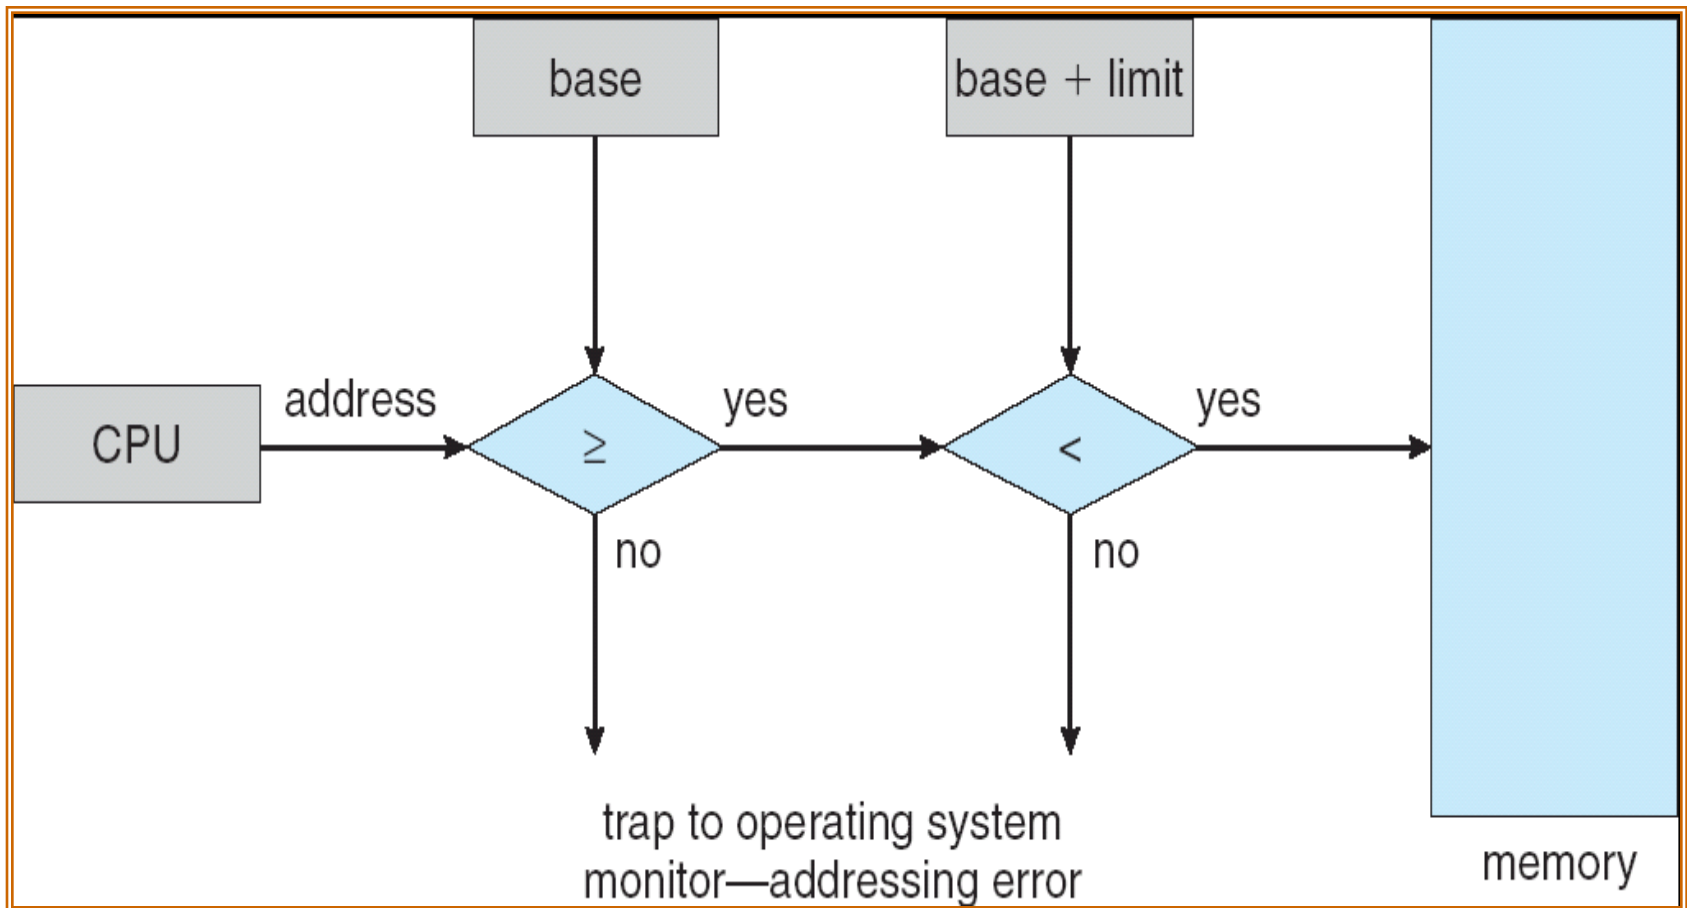 base
base + limit
CPU
address
≥
yes
<
yes
no
no
trap to operating system
monitor—addressing error
memory